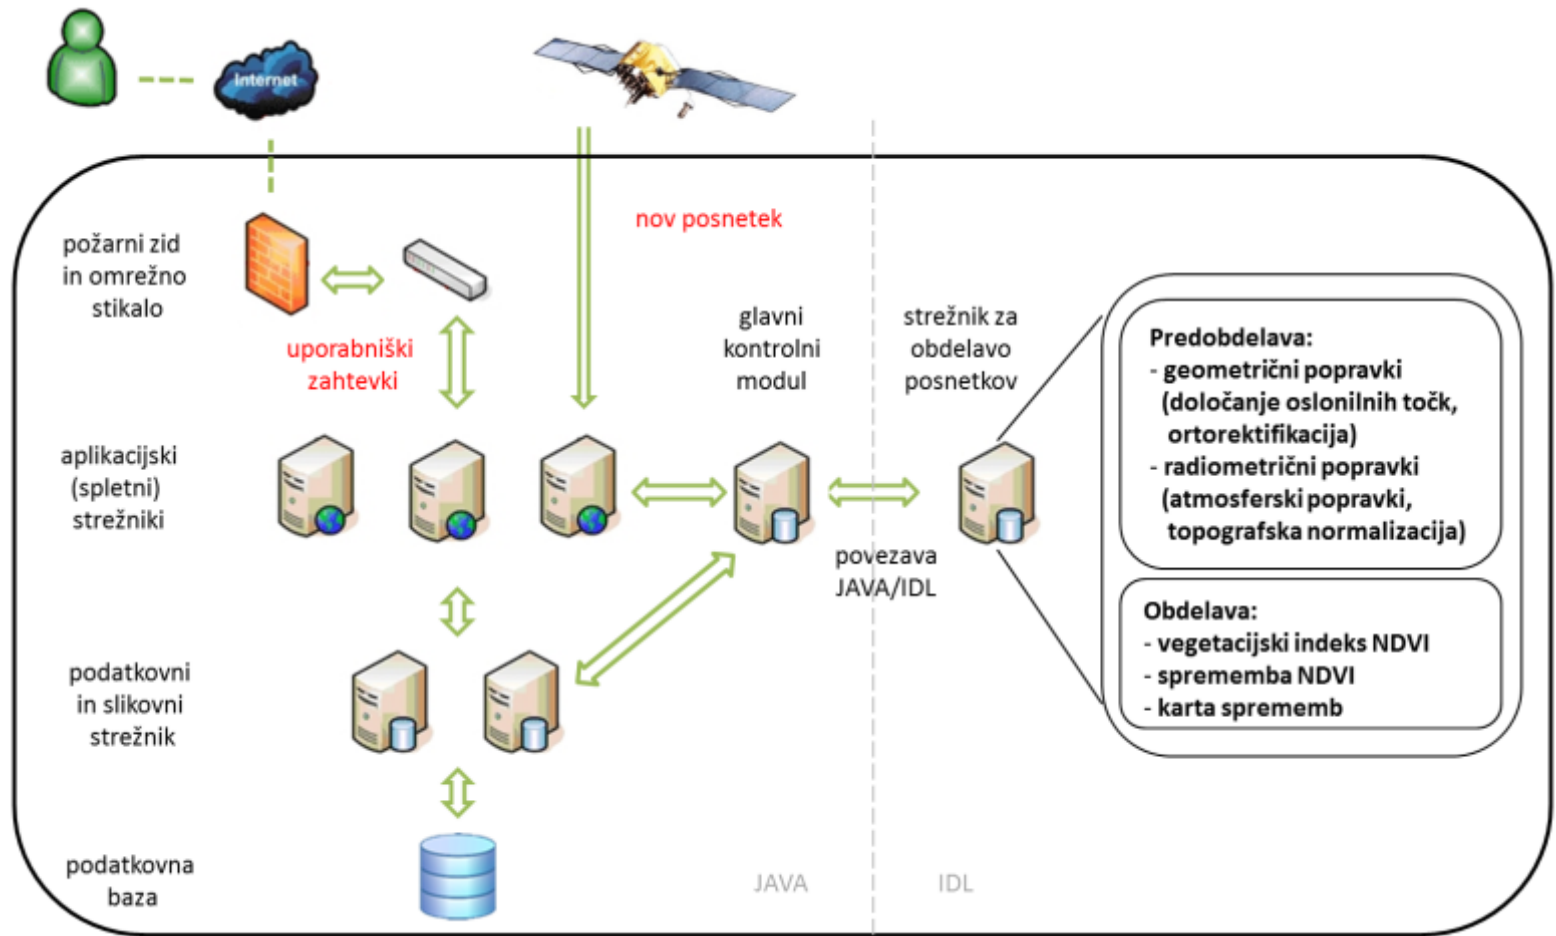 Internet
nov posnetek
požarni zid
in omrežno
stikalo
uporabniški
zahtevki
glavni
kontrolni
modul
strežnik za
obdelavo
posnetkov
Predobdelava:
- geometrični popravki
(določanje oslonilnih točk,
ortorektifikacija)
- radiometrični popravki
(atmosferski popravki,
topografska normalizacija)
aplikacijski
(spletni)
strežniki
povezava
JAVA/IDL
Obdelava:
- vegetacijski indeks NDVI
- sprememba NDVI
- karta sprememb
podatkovni
in slikovni
strežnik
podatkovna
baza
JAVA
IDL